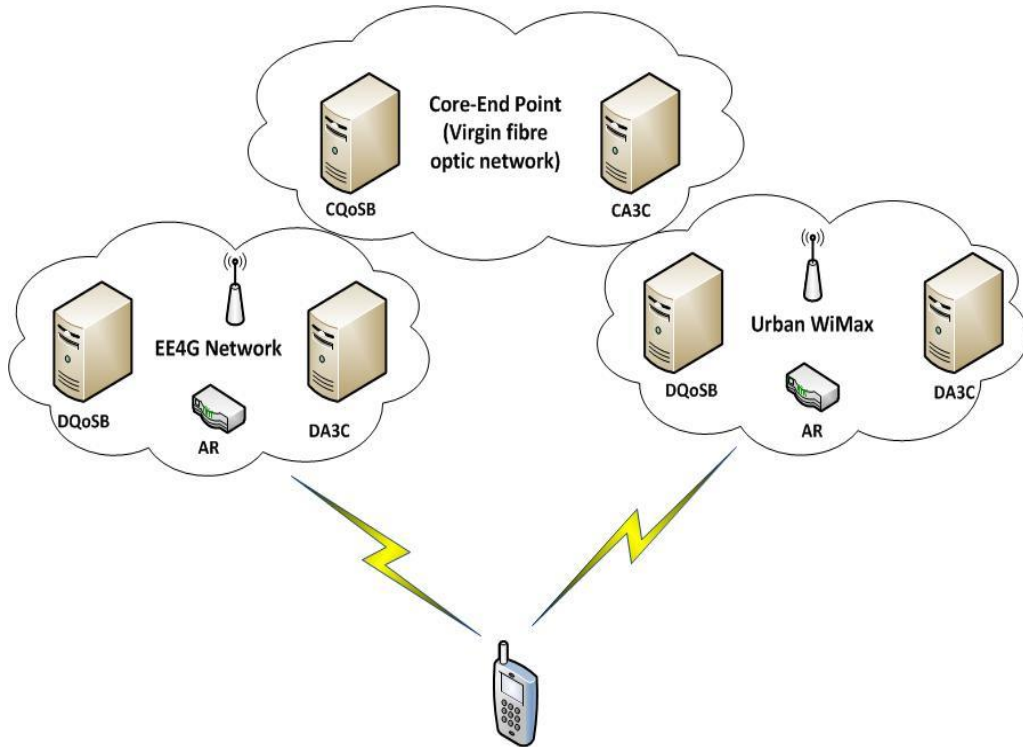 Core-End Point
(Virgin fibre
optic network)
CQoSB
CA3C
EE4G Network
DQoSB
AR
DA3C
Urban WiMax
DQoSB
AR
DA3C